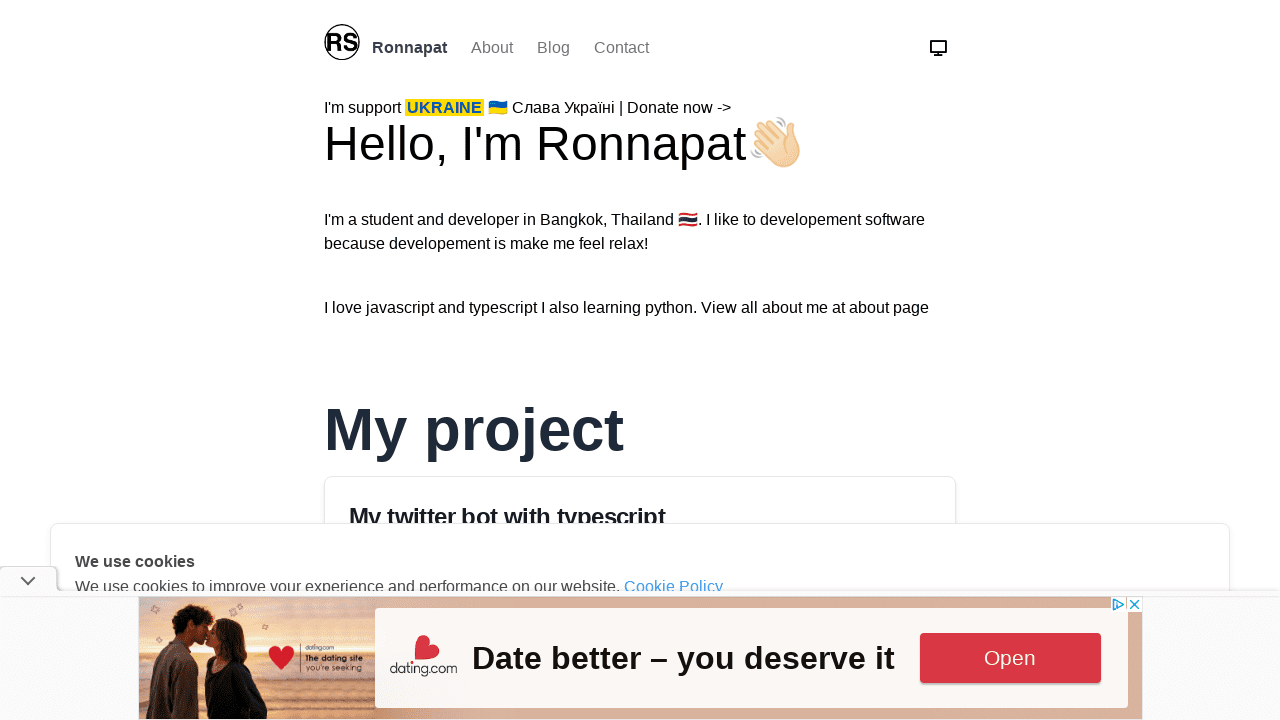 RS Ronnapat About Blog Contact
I'm support UKRAINE 🇺🇦 Слава Україні | Donate now ->
Hello, I'm Ronnapat👋🏻
I'm a student and developer in Bangkok, Thailand 🇹🇭. I like to developement software
because developement is make me feel relax!
I love javascript and typescript I also learning python. View all about me at about page
My project
My twitter bot with typescript
We use cookies
We use cookies to improve your experience and performance on our website. Cookie Policy
dating.com
The dating site
you're seeking
dating.com
Date better – you deserve it
Open